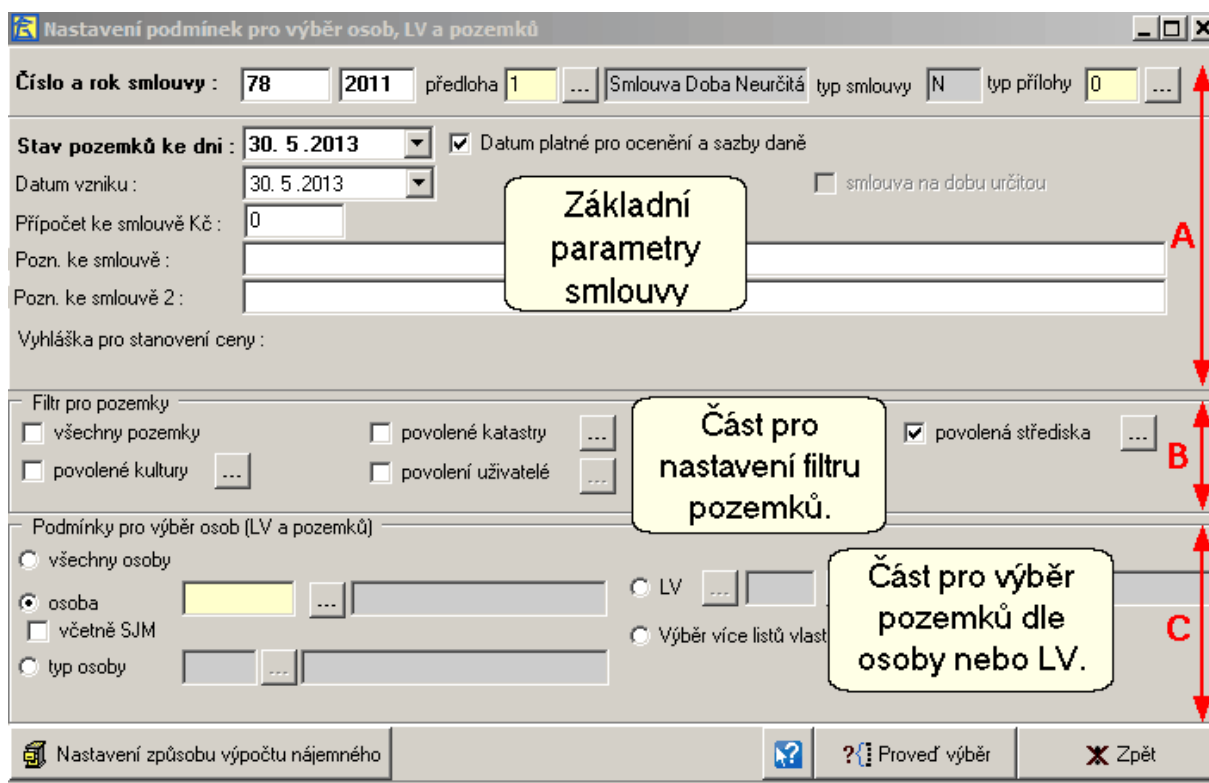 Nastavení podmínek pro výběr osob, LV a pozemků
Číslo a rok smlouvy : 78 2011 předloha 1 ... Smlouva Doba Neurčitá typ smlouvy N typ přílohy 0 ...
Stav pozemků ke dni : 30. 5 .2013 Datum platné pro ocenění a sazby daně
Datum vzniku : 30. 5 .2013 smlouva na dobu určitou
Přípočet ke smlouvě Kč : 0
Pozn. ke smlouvě :
Pozn. ke smlouvě 2 :
Vyhláška pro stanovení ceny :
Základní
parametry
smlouvy
A
Filtr pro pozemky
všechny pozemky povolené katastry ... povolená střediska ...
povolené kultury ... povolení uživatelé ...
Část pro
nastavení filtru
pozemků.
B
Podmínky pro výběr osob (LV a pozemků)
všechny osoby
osoba ... LV ...
včetně SJM Výběr více listů vlast
typ osoby ...
Část pro výběr
pozemků dle
osoby nebo LV.
C
Nastavení způsobu výpočtu nájemného ?{ Proveď výběr Zpět